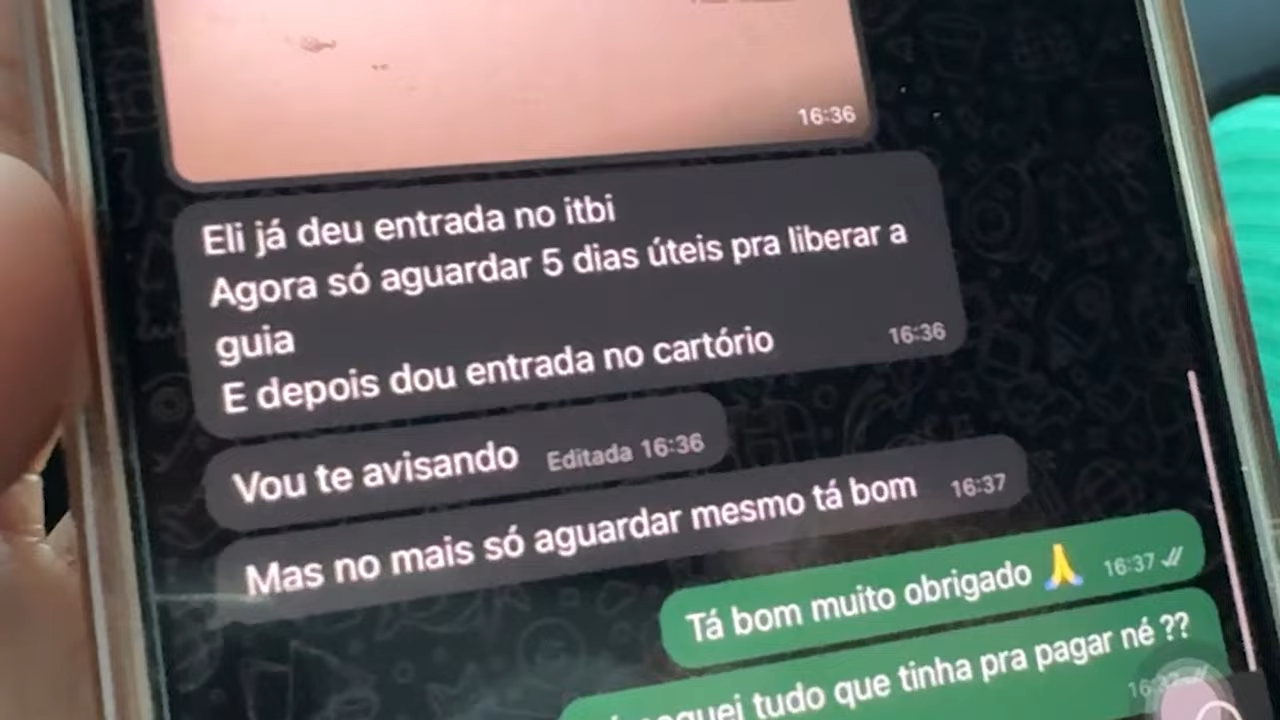 16:36
Eli já deu entrada no itbi
Agora só aguardar 5 dias úteis pra liberar a
guia
E depois dou entrada no cartório 16:36
Vou te avisando Editada 16:36
Mas no mais só aguardar mesmo tá bom 16:37
Tá bom muito obrigado 🙏 16:37
tudo que tinha pra pagar né ??